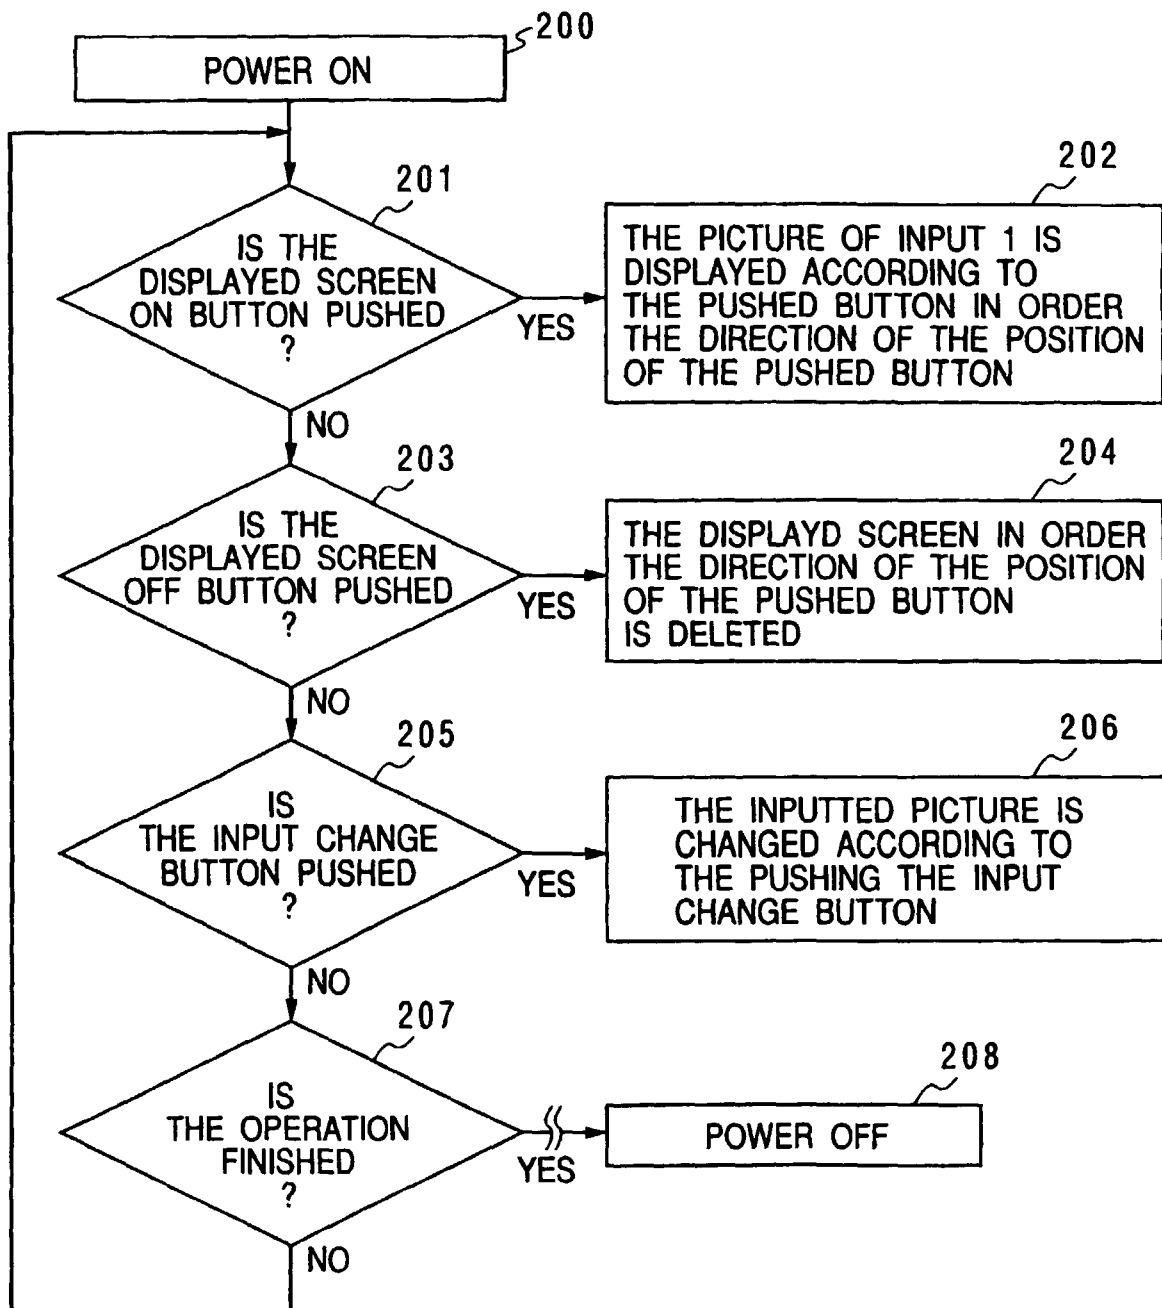 200
POWER ON
201
IS THE
DISPLAYED SCREEN
ON BUTTON PUSHED
?
YES
NO
202
THE PICTURE OF INPUT 1 IS
DISPLAYED ACCORDING TO
THE PUSHED BUTTON IN ORDER
THE DIRECTION OF THE POSITION
OF THE PUSHED BUTTON
203
IS THE
DISPLAYED SCREEN
OFF BUTTON PUSHED
?
YES
NO
204
THE DISPLAYD SCREEN IN ORDER
THE DIRECTION OF THE POSITION
OF THE PUSHED BUTTON
IS DELETED
205
IS
THE INPUT CHANGE
BUTTON PUSHED
?
YES
NO
206
THE INPUTTED PICTURE IS
CHANGED ACCORDING TO
THE PUSHING THE INPUT
CHANGE BUTTON
207
IS
THE OPERATION
FINISHED
?
YES
NO
208
POWER OFF